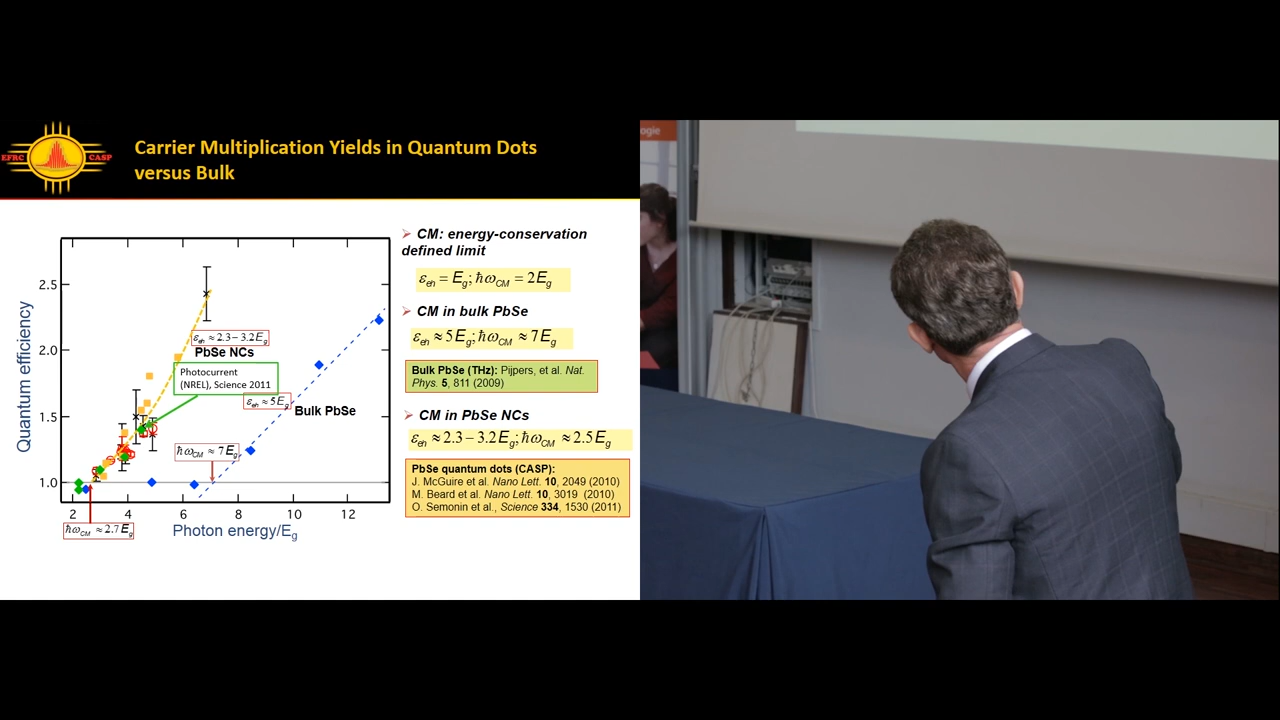 EFRC CASP
Carrier Multiplication Yields in Quantum Dots
versus Bulk
Quantum efficiency
2.5
2.0
1.5
1.0
2 4 6 8 10 12
Photon energy/E_g
ε_eh ≈ 2.3 – 3.2E_g
PbSe NCs
Photocurrent
(NREL), Science 2011
ε_eh ≈ 5E_g
Bulk PbSe
ħω_CM ≈ 7E_g
ħω_CM ≈ 2.7E_g
➢ CM: energy-conservation
defined limit
ε_eh = E_g; ħω_CM = 2E_g
➢ CM in bulk PbSe
ε_eh ≈ 5E_g; ħω_CM ≈ 7E_g
Bulk PbSe (THz): Pijpers, et al. Nat.
Phys. 5, 811 (2009)
➢ CM in PbSe NCs
ε_eh ≈ 2.3 – 3.2E_g; ħω_CM ≈ 2.5E_g
PbSe quantum dots (CASP):
J. McGuire et al. Nano Lett. 10, 2049 (2010)
M. Beard et al. Nano Lett. 10, 3019 (2010)
O. Semonin et al., Science 334, 1530 (2011)
ogie